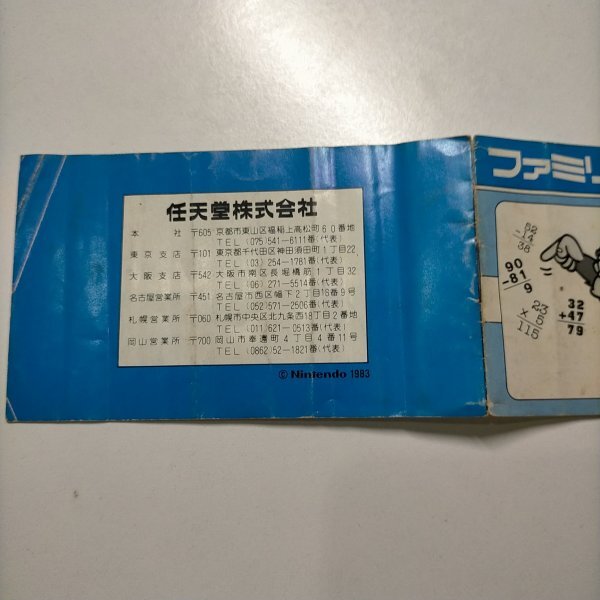 任天堂株式会社
本社 〒605 京都市東山区福稲上高松町60番地
TEL (075)541-6111番(代表)
東京支店 〒101 東京都千代田区神田須田町1丁目22
TEL (03)254-1781番(代表)
大阪支店 〒542 大阪市南区長堀橋筋1丁目32
TEL (06)271-5514番(代表)
名古屋営業所 〒451 名古屋市西区幅下2丁目18番9号
TEL (052)571-2506番(代表)
札幌営業所 〒060 札幌市中央区北九条西18丁目2番地
TEL (011)621-0513番(代表)
岡山営業所 〒700 岡山市奉還町4丁目4番11号
TEL (0862)52-1821番(代表)
©Nintendo 1983
ファミリ
52
-14
38
90
-81
9
23
×5
115
32
+47
79